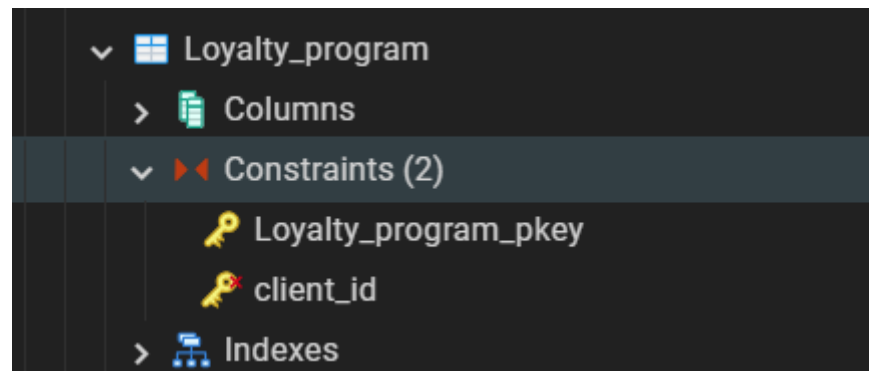 Loyalty_program
Columns
Constraints (2)
Loyalty_program_pkey
client_id
Indexes